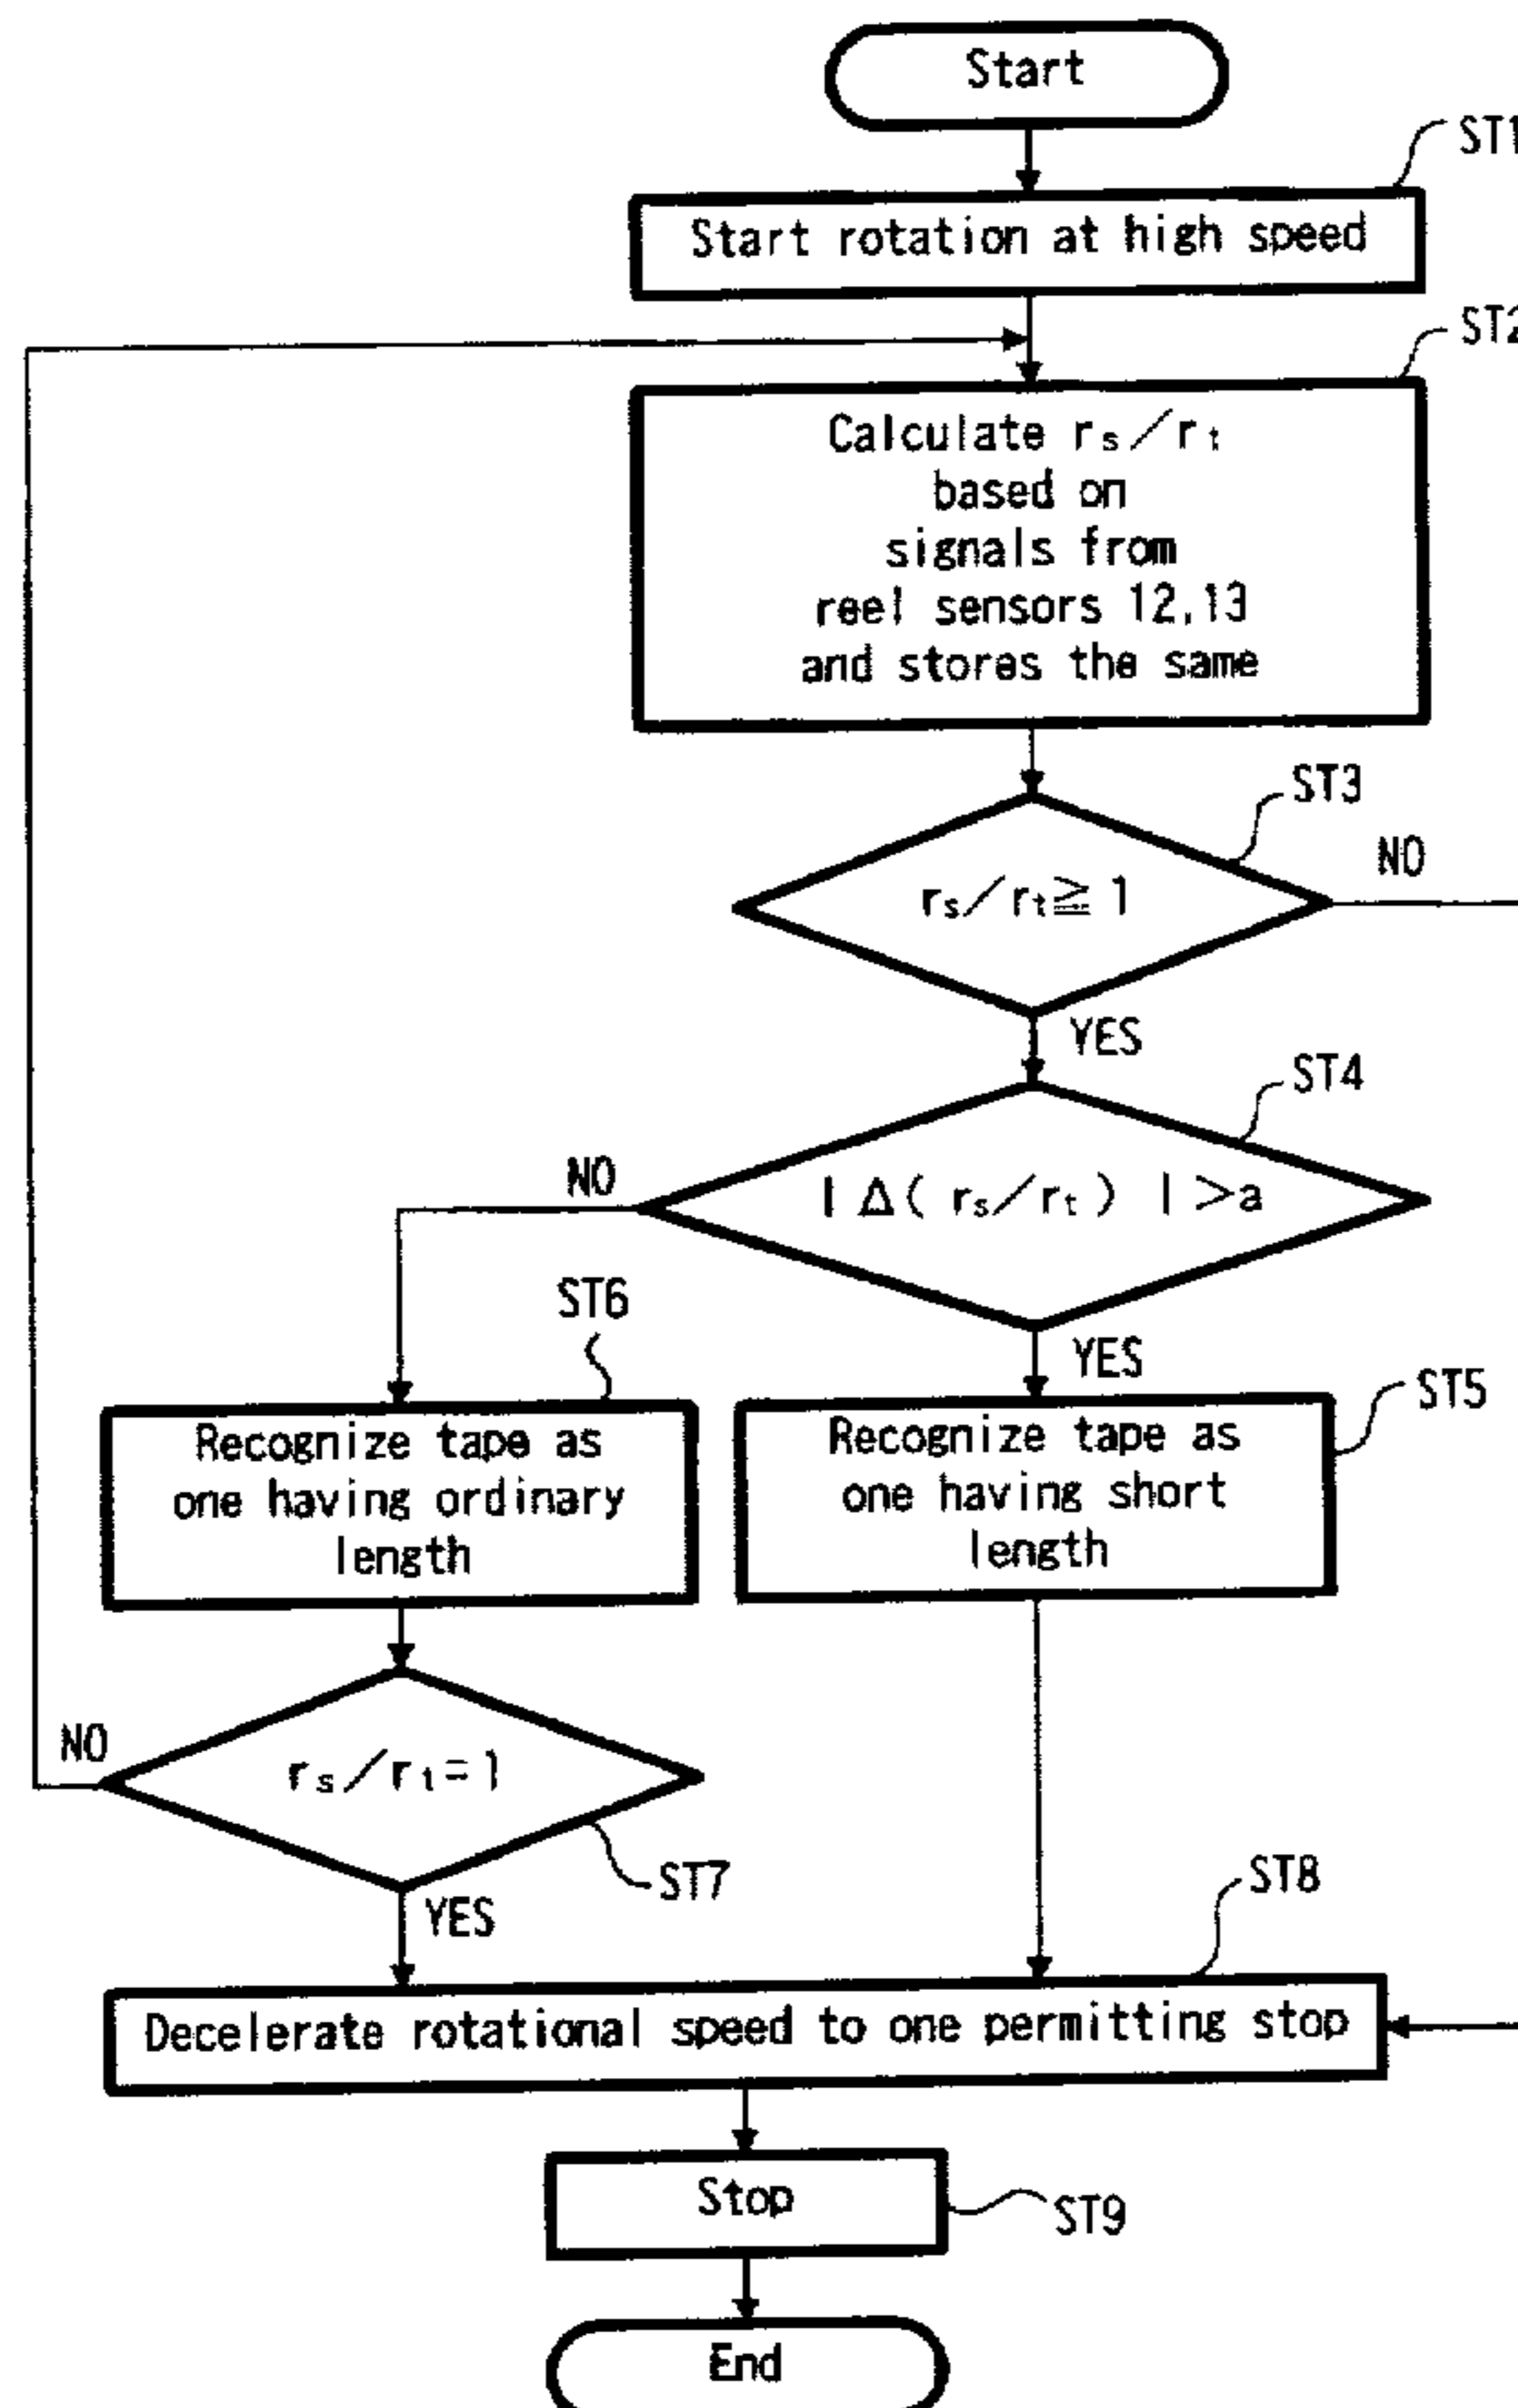 Start
ST1
Start rotation at high speed
ST2
Calculate rs/rt
based on
signals from
reel sensors 12,13
and stores the same
ST3
rs/rt≧1
NO
YES
ST4
|Δ( rs/rt) |>a
NO
YES
ST6
ST5
Recognize tape as
one having ordinary
length
Recognize tape as
one having short
length
rs/rt=1
NO
ST7
YES
ST8
Decelerate rotational speed to one permitting stop
Stop
ST9
End